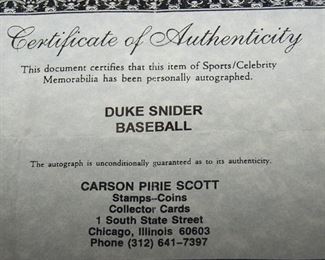 Certificate of Authenticity
This document certifies that this item of Sports/Celebrity
Memorabilia has been personally autographed.
DUKE SNIDER
BASEBALL
The autograph is unconditionally guaranteed as to its authenticity.
CARSON PIRIE SCOTT
Stamps-Coins
Collector Cards
1 South State Street
Chicago, Illinois 60603
Phone (312) 641-7397